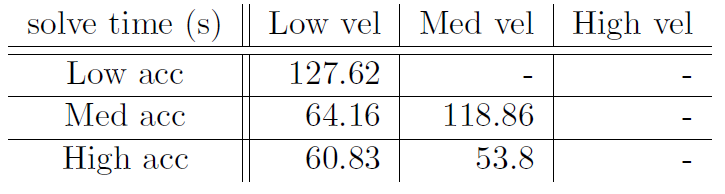 solve time (s) Low vel Med vel High vel
Low acc 127.62 - -
Med acc 64.16 118.86 -
High acc 60.83 53.8 -